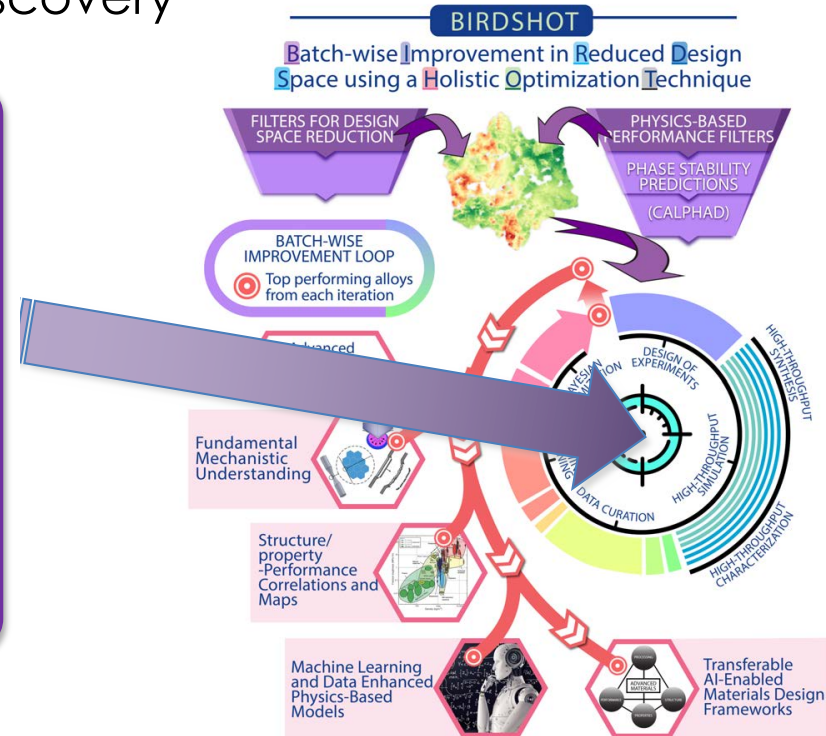 BIRDSHOT
Batch-wise Improvement in Reduced Design
Space using a Holistic Optimization Technique
FILTERS FOR DESIGN
SPACE REDUCTION
PHYSICS-BASED
PERFORMANCE FILTERS
PHASE STABILITY
PREDICTIONS
(CALPHAD)
BATCH-WISE
IMPROVEMENT LOOP
Top performing alloys
from each iteration
Advanced
DESIGN OF
EXPERIMENTS
HIGH-THROUGHPUT
SYNTHESIS
HIGH-THROUGHPUT
SIMULATION
HIGH-THROUGHPUT
CHARACTERIZATION
DATA CURATION
Fundamental
Mechanistic
Understanding
Structure/
property
-Performance
Correlations and
Maps
Machine Learning
and Data Enhanced
Physics-Based
Models
ADVANCED
MATERIALS
Transferable
AI-Enabled
Materials Design
Frameworks